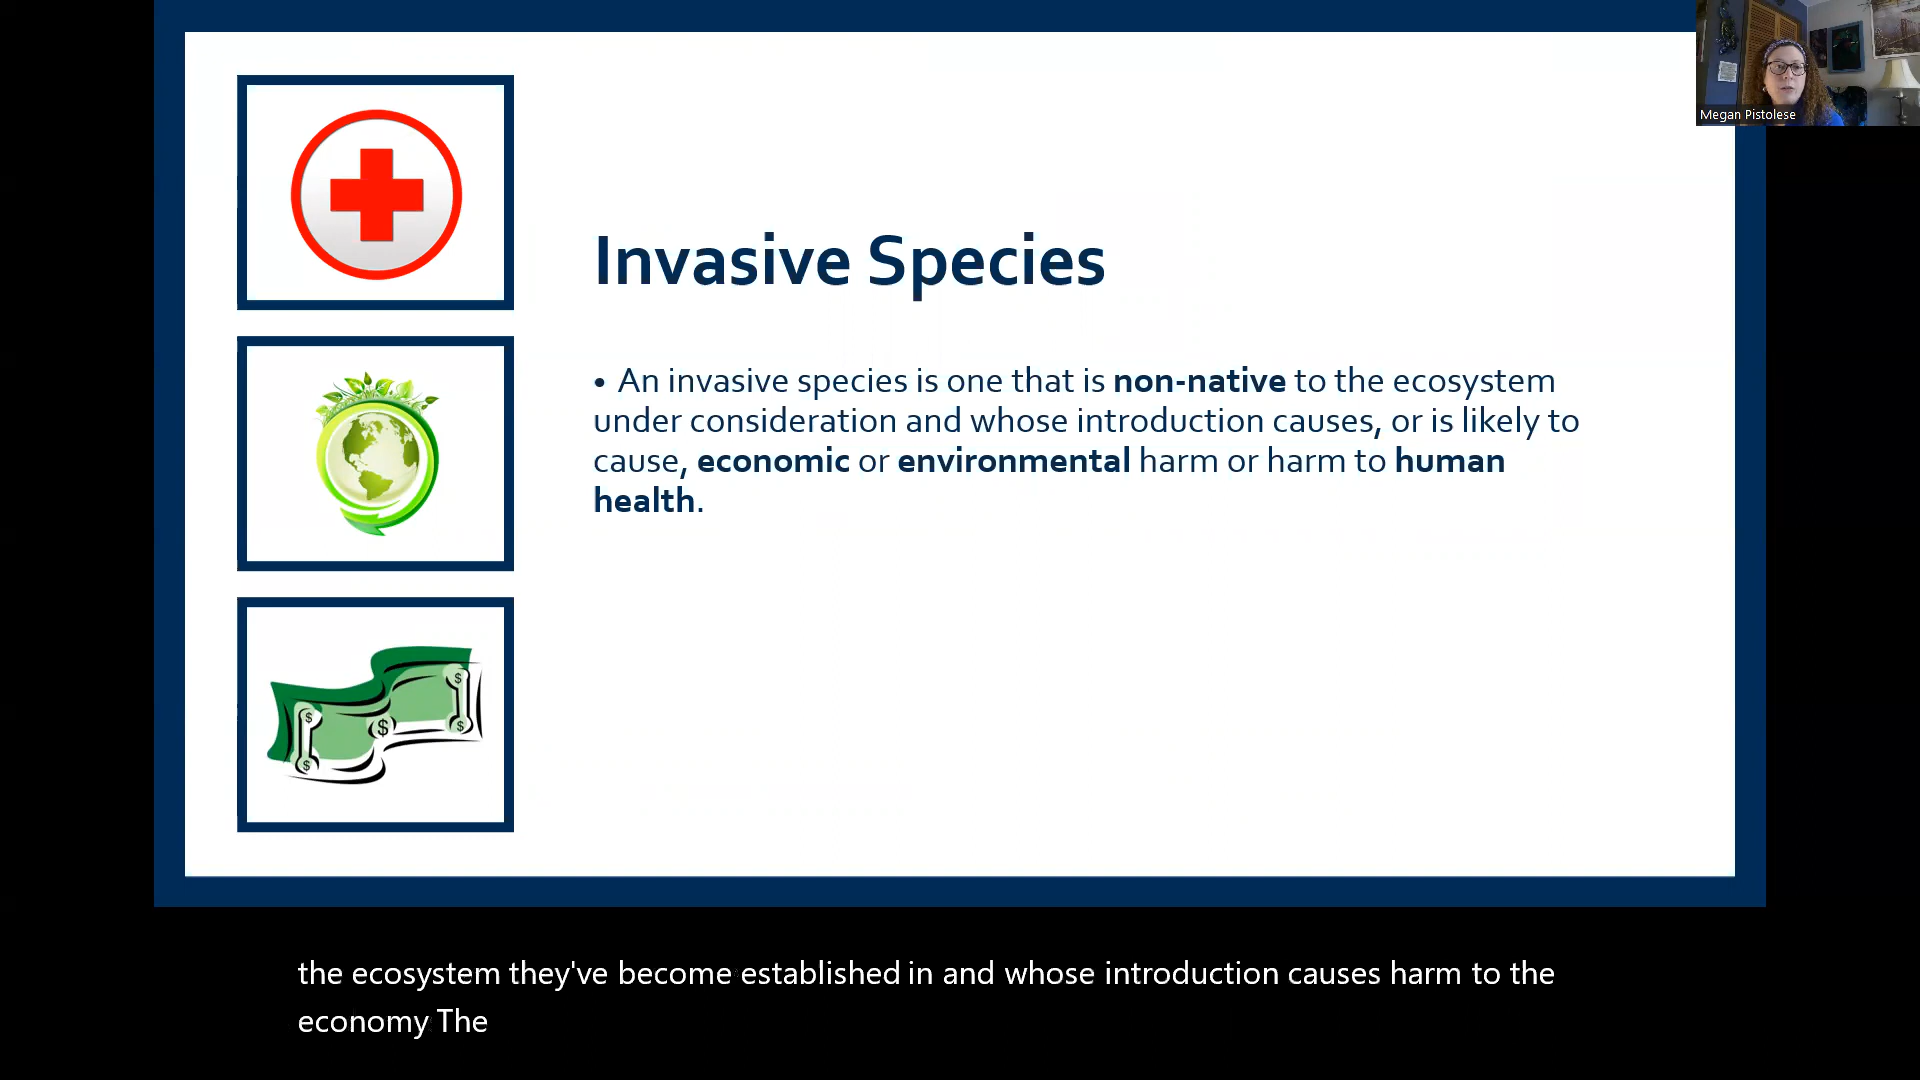 Megan Pistolese
Invasive Species
• An invasive species is one that is non-native to the ecosystem
under consideration and whose introduction causes, or is likely to
cause, economic or environmental harm or harm to human
health.
$ $ $ $ $
the ecosystem they've become established in and whose introduction causes harm to the
economy The